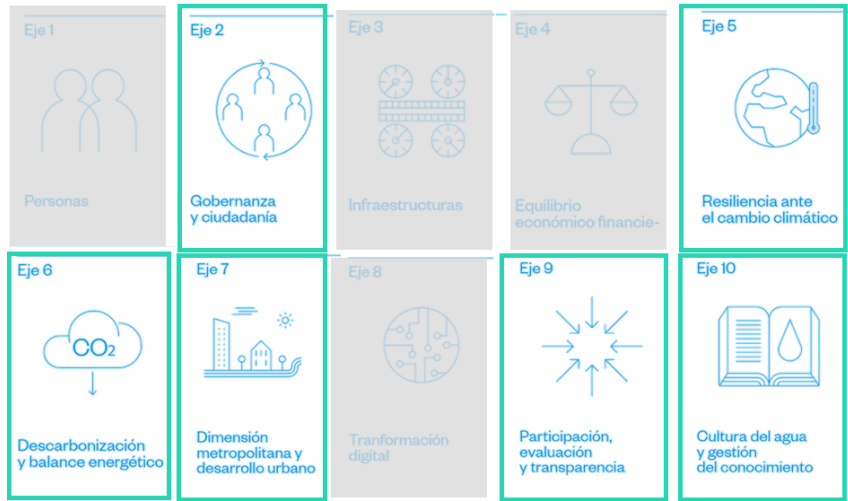 Eje 1
Eje 2
Eje 3
Eje 4
Eje 5
Personas
Gobernanza
y ciudadanía
Infraestructuras
Equilibrio
económico financie-
Resiliencia ante
el cambio climático
Eje 6
Eje 7
Eje 8
Eje 9
Eje 10
CO2
Descarbonización
y balance energético
Dimensión
metropolitana y
desarrollo urbano
Tranformación
digital
Participación,
evaluación
y transparencia
Cultura del agua
y gestión
del conocimiento